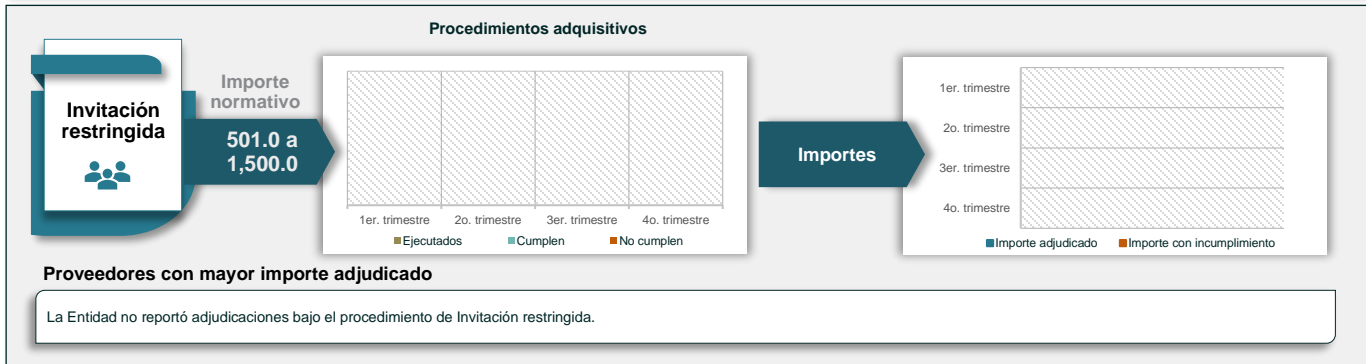 Procedimientos adquisitivos
Invitación
restringida
Importe
normativo
501.0 a
1,500.0
1er. trimestre 2o. trimestre 3er. trimestre 4o. trimestre
Ejecutados Cumplen No cumplen
Importes
1er. trimestre
2o. trimestre
3er. trimestre
4o. trimestre
Importe adjudicado Importe con incumplimiento
Proveedores con mayor importe adjudicado
La Entidad no reportó adjudicaciones bajo el procedimiento de Invitación restringida.